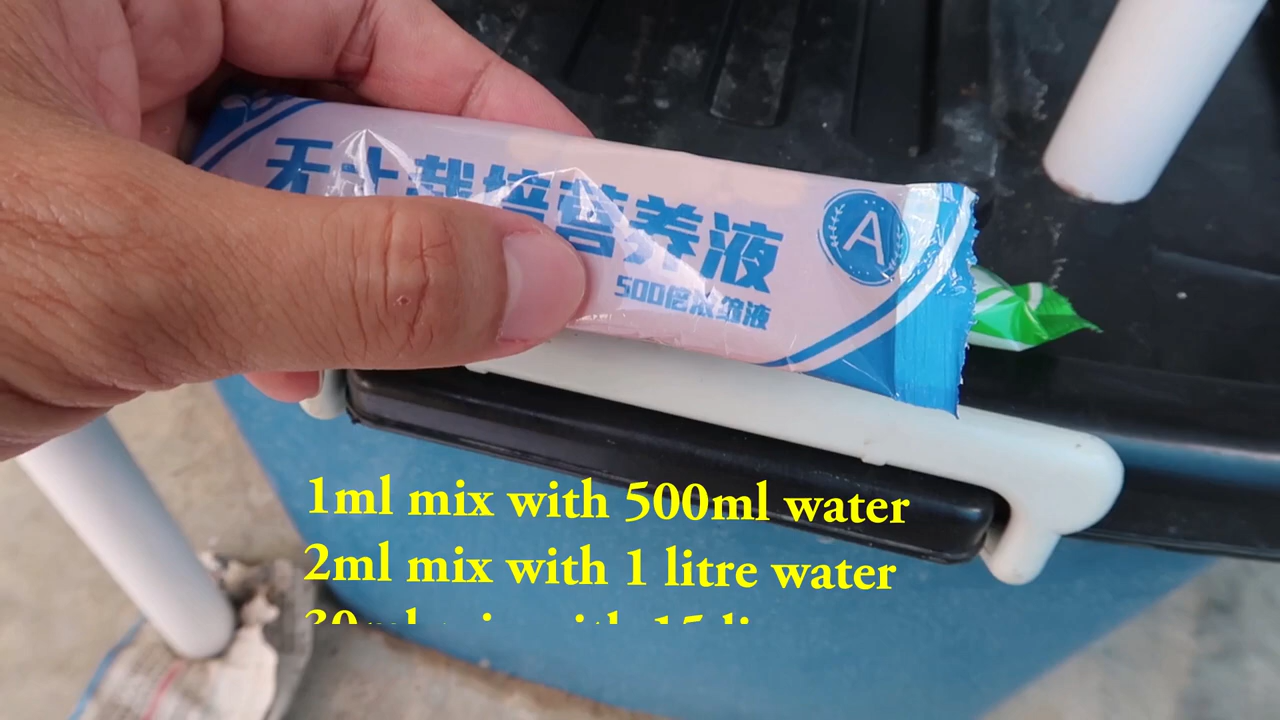 无土栽培营养液
A
500倍浓缩液
1ml mix with 500ml water
2ml mix with 1 litre water